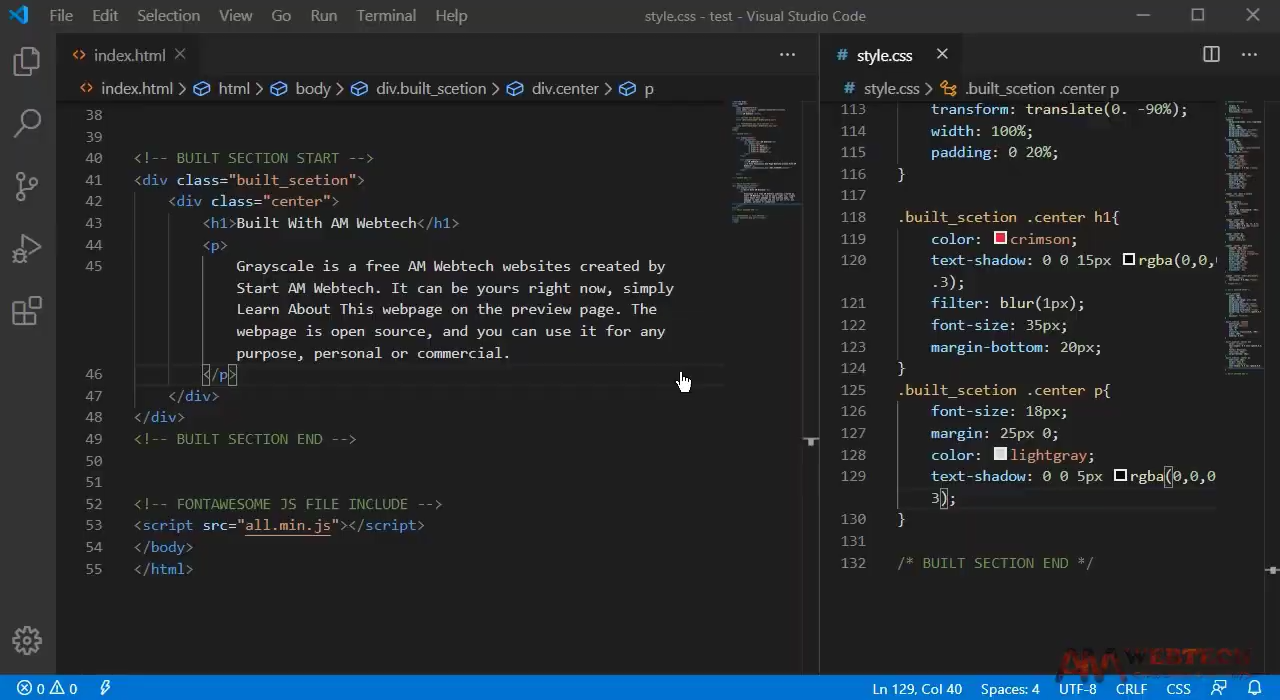 File Edit Selection View Go Run Terminal Help
style.css - test - Visual Studio Code
index.html
index.html > html > body > div.built_scetion > div.center > p
38
39
40 <!-- BUILT SECTION START -->
41 <div class="built_scetion">
42 <div class="center">
43 <h1>Built With AM Webtech</h1>
44 <p>
45 Grayscale is a free AM Webtech websites created by
Start AM Webtech. It can be yours right now, simply
Learn About This webpage on the preview page. The
webpage is open source, and you can use it for any
purpose, personal or commercial.
46 </p>
47 </div>
48 </div>
49 <!-- BUILT SECTION END -->
50
51
52 <!-- FONTAWESOME JS FILE INCLUDE -->
53 <script src="all.min.js"></script>
54 </body>
55 </html>
# style.css
# style.css > .built_scetion .center p
113 transform: translate(0. -90%);
114 width: 100%;
115 padding: 0 20%;
116 }
117
118 .built_scetion .center h1{
119 color: crimson;
120 text-shadow: 0 0 15px rgba(0,0,
.3);
121 filter: blur(1px);
122 font-size: 35px;
123 margin-bottom: 20px;
124 }
125 .built_scetion .center p{
126 font-size: 18px;
127 margin: 25px 0;
128 color: lightgray;
129 text-shadow: 0 0 5px rgba(0,0,0
3);
130 }
131
132 /* BUILT SECTION END */
AM WEBTECH
0 0
Ln 129, Col 40 Spaces: 4 UTF-8 CRLF CSS